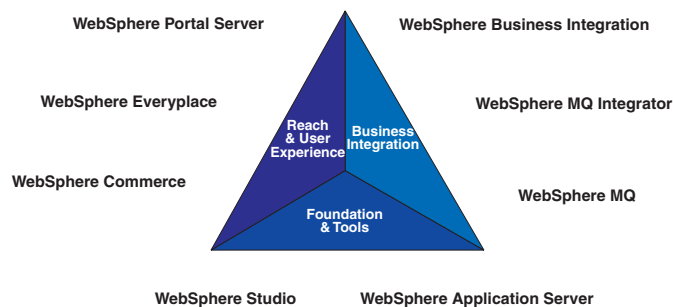 WebSphere Portal Server
WebSphere Business Integration
WebSphere Everyplace
WebSphere MQ Integrator
Reach
& User
Experience
Business
Integration
WebSphere Commerce
WebSphere MQ
Foundation
& Tools
WebSphere Studio
WebSphere Application Server